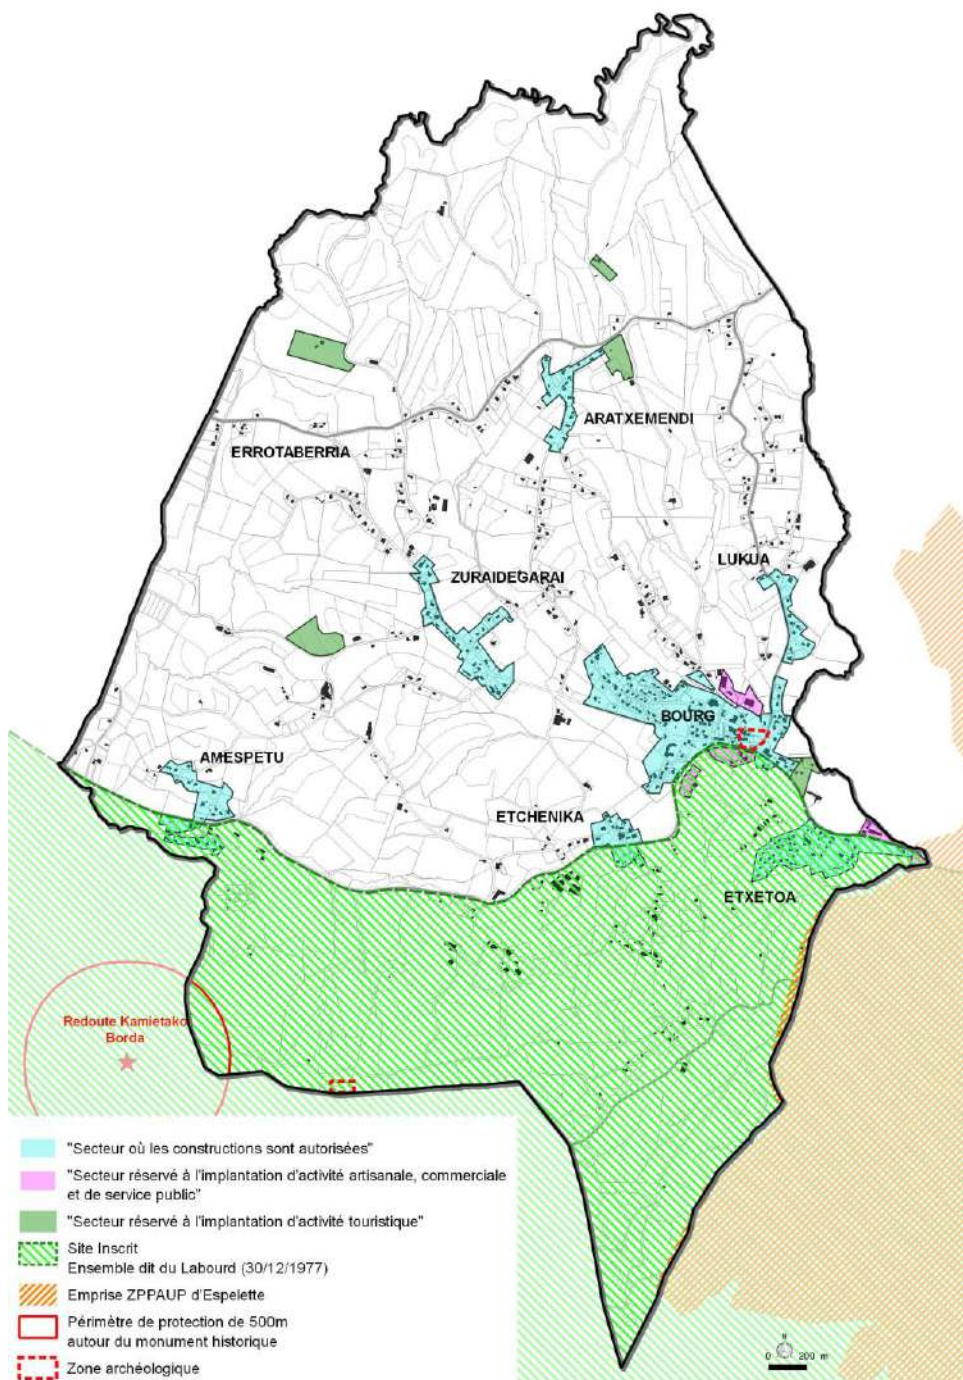 ARATXEMENDI
ERROTABERRIA
LUKUA
ZURAIDEGARAI
BOURG
AMESPETU
ETCHENIKA
ETXETOA
Redoute Kamietako
Borda
"Secteur où les constructions sont autorisées"
"Secteur réservé à l'implantation d'activité artisanale, commerciale
et de service public"
"Secteur réservé à l'implantation d'activité touristique"
Site Inscrit
Ensemble dit du Labourd (30/12/1977)
Emprise ZPPAUP d'Espelette
Périmètre de protection de 500m
autour du monument historique
Zone archéologique
N
0 200 m